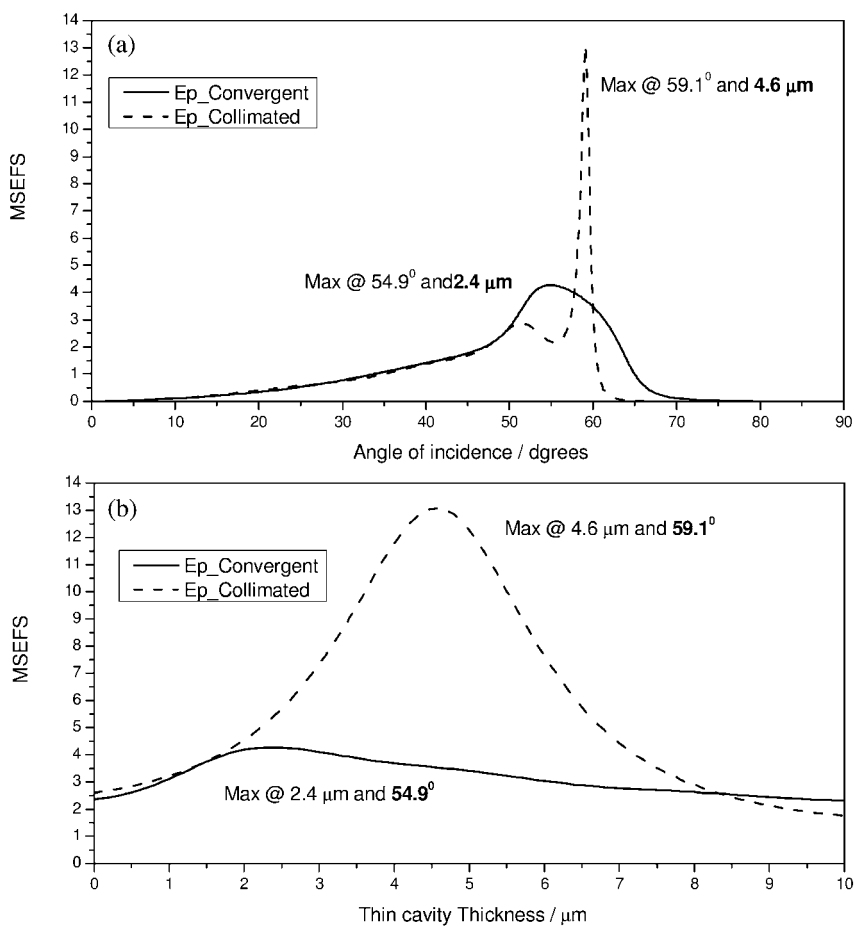 (a)
Ep_Convergent
Ep_Collimated
Max @ 59.1⁰ and 4.6 µm
Max @ 54.9⁰ and2.4 µm
MSEFS
14
13
12
11
10
9
8
7
6
5
4
3
2
1
0
0 10 20 30 40 50 60 70 80 90
Angle of incidence / dgrees
(b)
Ep_Convergent
Ep_Collimated
Max @ 4.6 µm and 59.1⁰
Max @ 2.4 µm and 54.9⁰
MSEFS
14
13
12
11
10
9
8
7
6
5
4
3
2
1
0
0 1 2 3 4 5 6 7 8 9 10
Thin cavity Thickness / µm